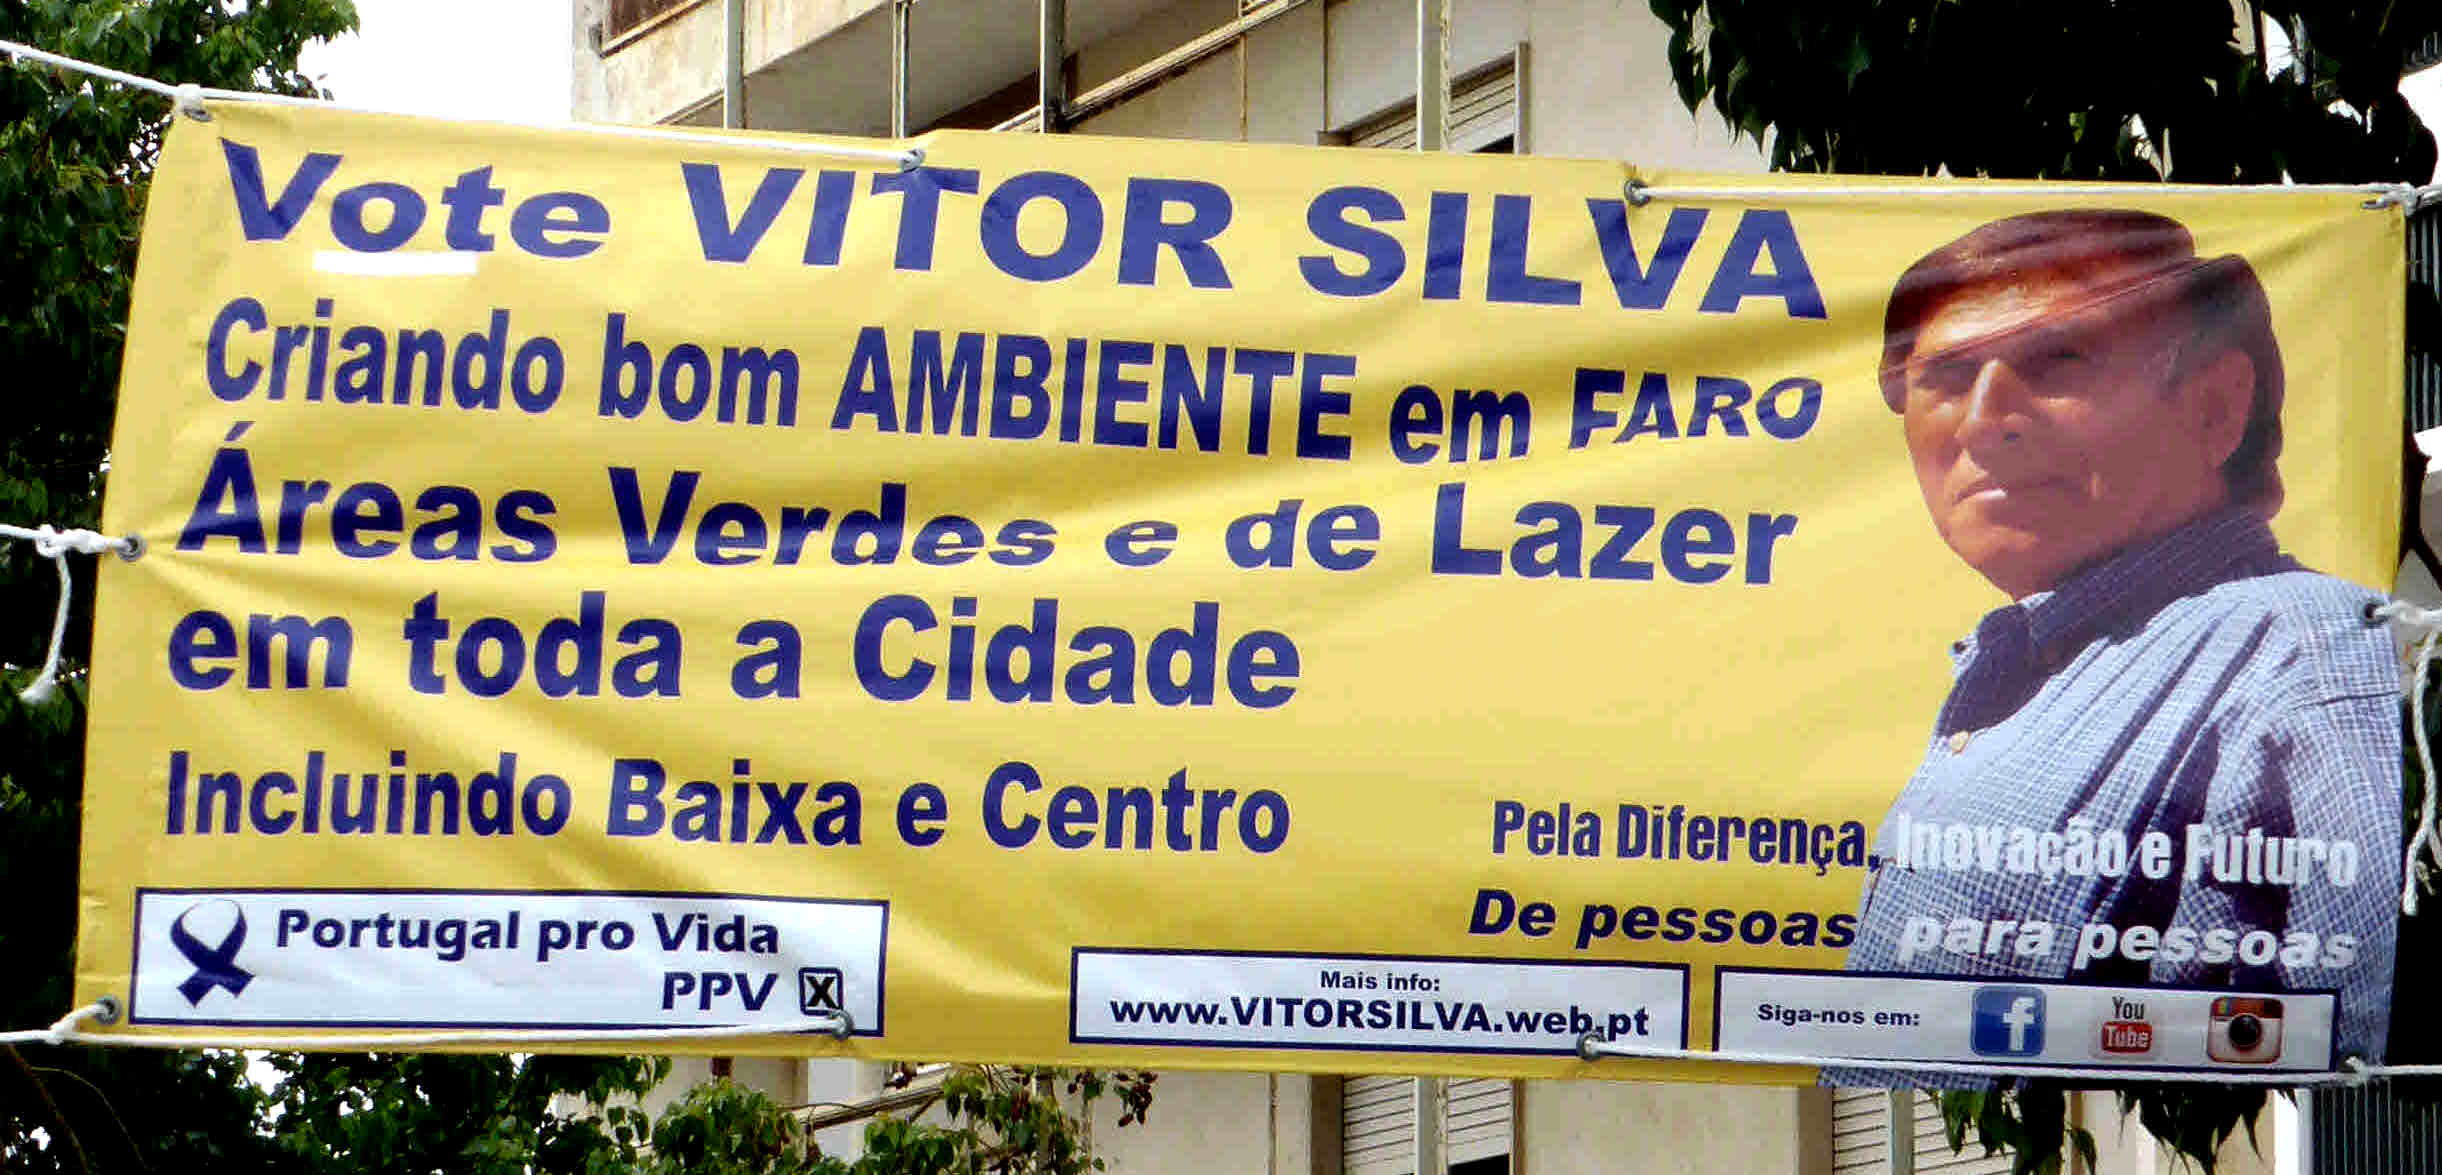 Vote VITOR SILVA
Criando bom AMBIENTE em FARO
Áreas Verdes e de Lazer
em toda a Cidade
Incluindo Baixa e Centro
Pela Diferença, Inovação e Futuro
De pessoas para pessoas
Portugal pro Vida
PPV X
Mais info:
www.VITORSILVA.web.pt
Siga-nos em: f You Tube